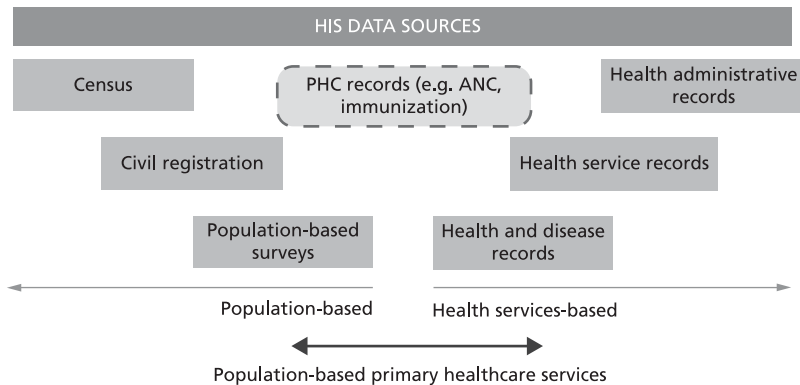 HIS DATA SOURCES
Census
PHC records (e.g. ANC,
immunization)
Health administrative
records
Civil registration
Health service records
Population-based
surveys
Health and disease
records
Population-based
Health services-based
Population-based primary healthcare services